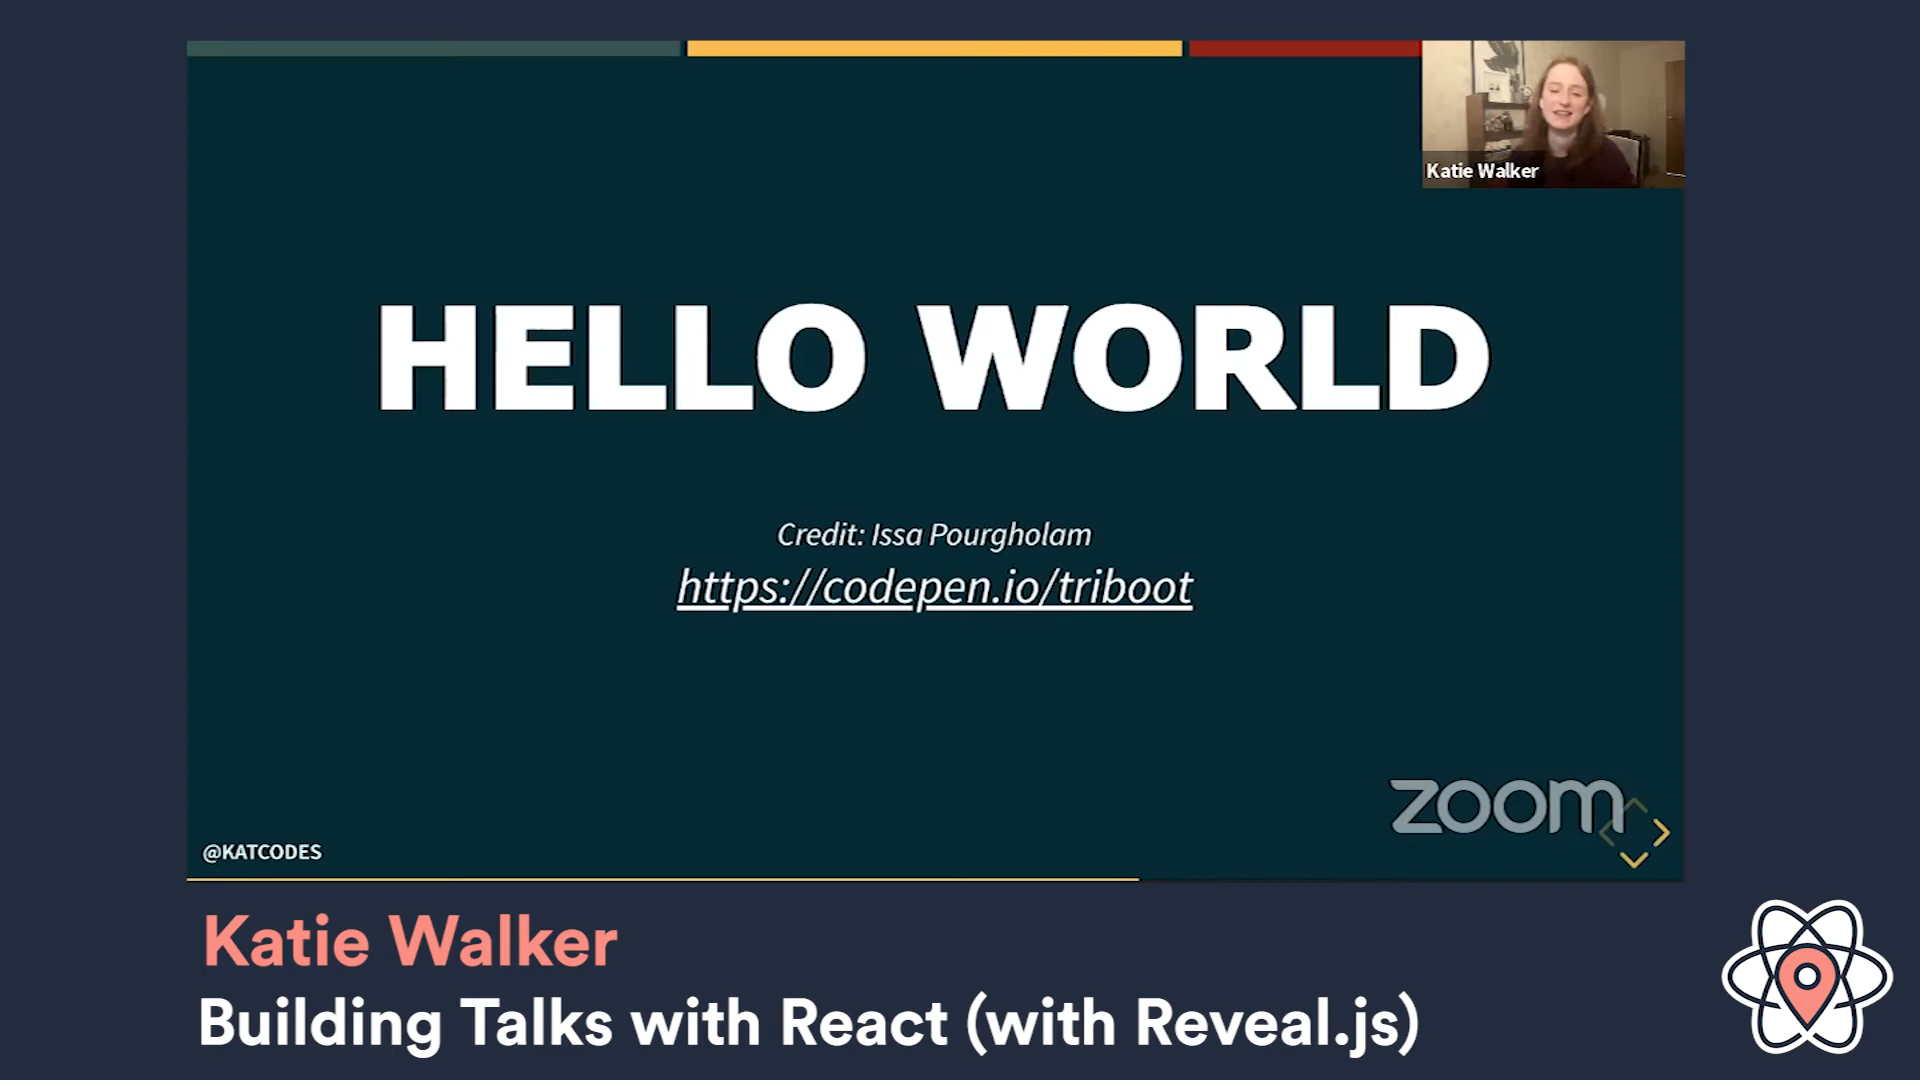 Katie Walker
HELLO WORLD
Credit: Issa Pourgholam
https://codepen.io/triboot
zoom
@KATCODES
Katie Walker
Building Talks with React (with Reveal.js)